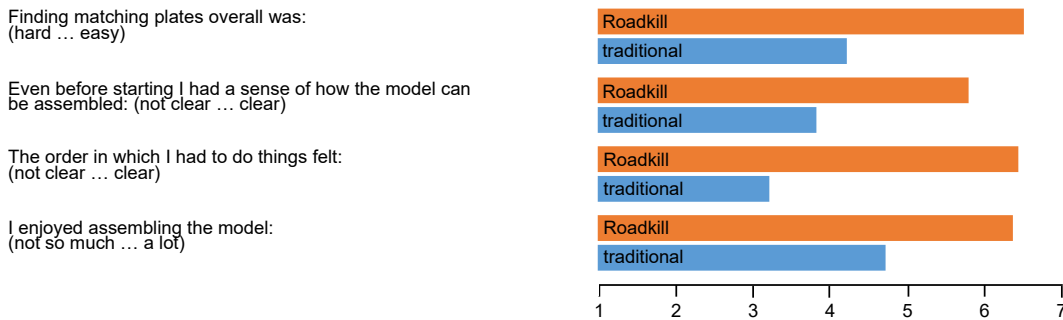 Finding matching plates overall was:
(hard … easy)
Roadkill
traditional
Even before starting I had a sense of how the model can
be assembled: (not clear … clear)
Roadkill
traditional
The order in which I had to do things felt:
(not clear … clear)
Roadkill
traditional
I enjoyed assembling the model:
(not so much … a lot)
Roadkill
traditional
1 2 3 4 5 6 7